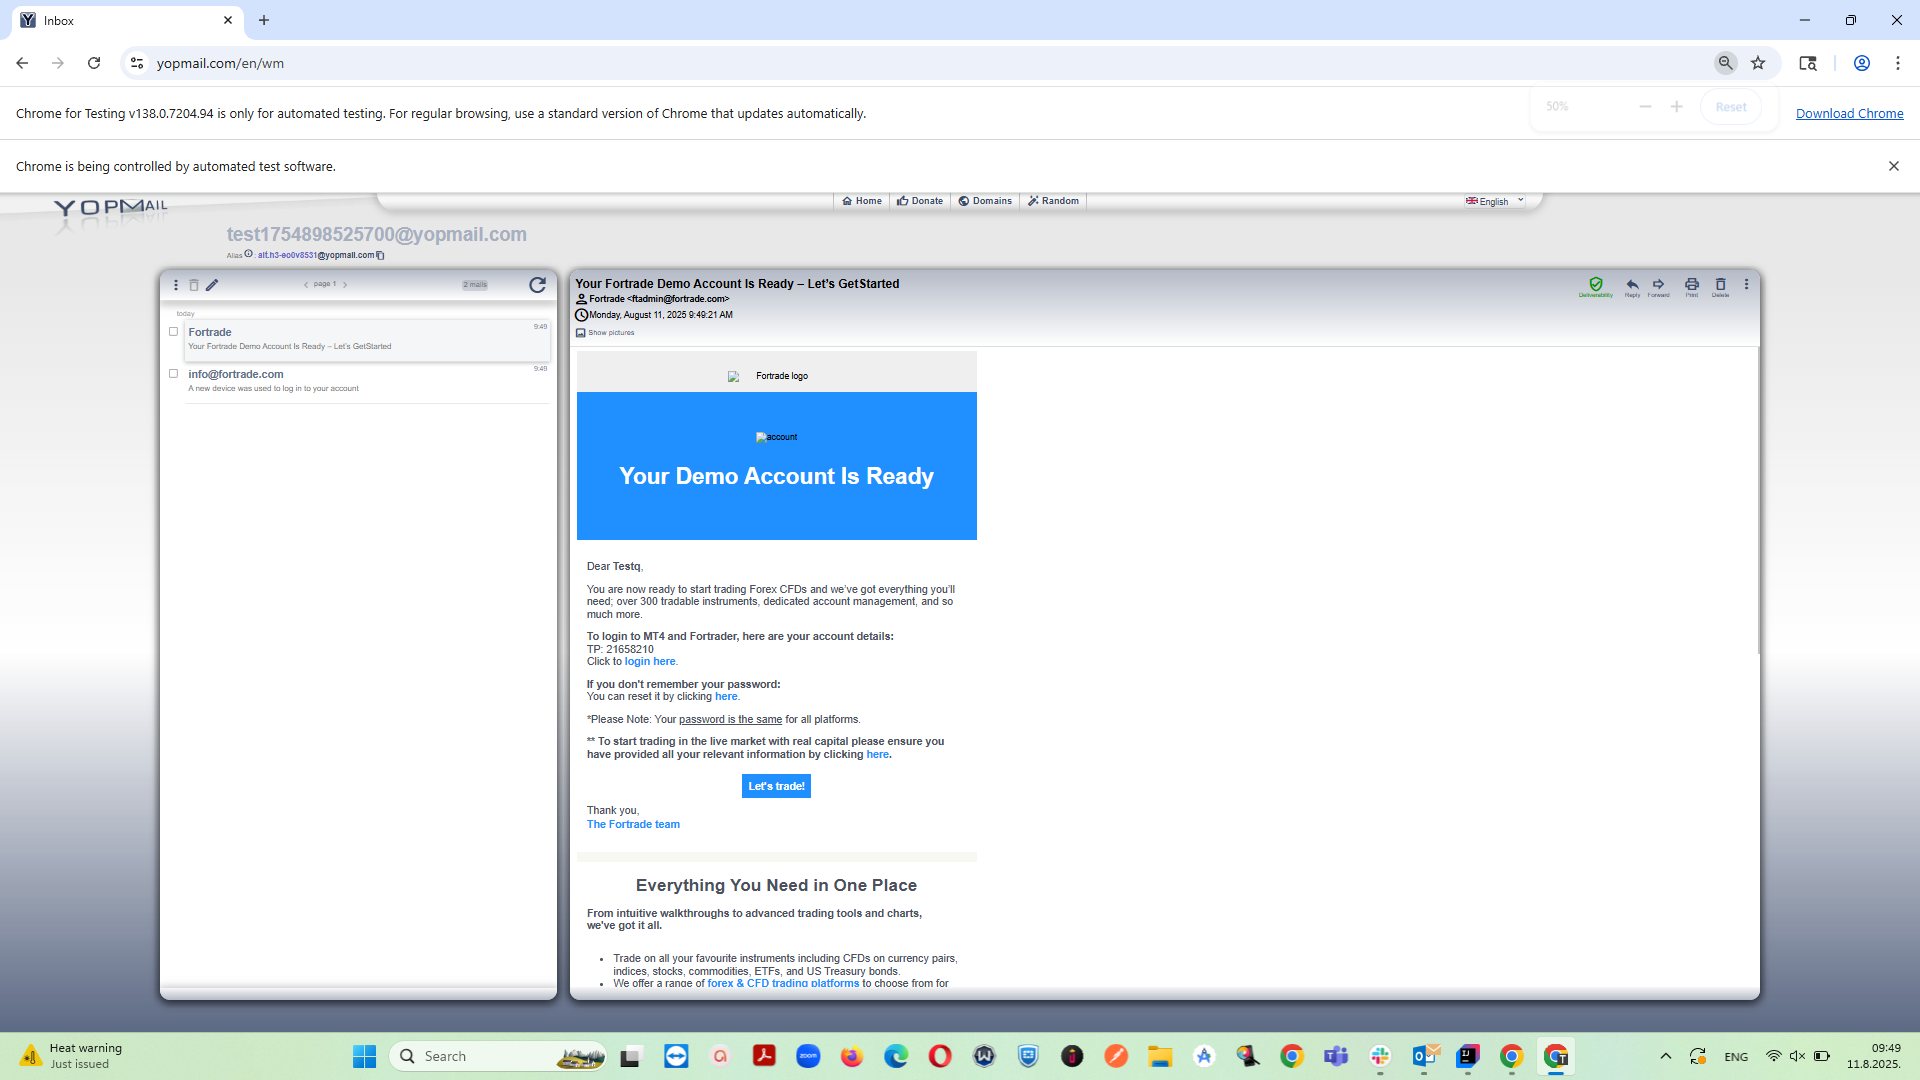 Inbox
yopmail.com/en/wm
Chrome for Testing v138.0.7204.94 is only for automated testing. For regular browsing, use a standard version of Chrome that updates automatically.
50%
Reset
Download Chrome
Chrome is being controlled by automated test software.
YOPMAIL
Home
Donate
Domains
Random
English
test1754898525700@yopmail.com
Alias : alt.h3-eo0v8531@yopmail.com
page 1
2 mails
today
Fortrade
9:49
Your Fortrade Demo Account Is Ready – Let's GetStarted
info@fortrade.com
9:49
A new device was used to log in to your account
Your Fortrade Demo Account Is Ready – Let's GetStarted
Fortrade <ftadmin@fortrade.com>
Monday, August 11, 2025 9:49:21 AM
Show pictures
Deliverability
Reply
Forward
Print
Delete
Fortrade logo
account
Your Demo Account Is Ready
Dear Testq,
You are now ready to start trading Forex CFDs and we've got everything you'll
need; over 300 tradable instruments, dedicated account management, and so
much more.
To login to MT4 and Fortrader, here are your account details:
TP: 21658210
Click to login here.
If you don't remember your password:
You can reset it by clicking here.
*Please Note: Your password is the same for all platforms.
** To start trading in the live market with real capital please ensure you
have provided all your relevant information by clicking here.
Let's trade!
Thank you,
The Fortrade team
Everything You Need in One Place
From intuitive walkthroughs to advanced trading tools and charts,
we've got it all.
• Trade on all your favourite instruments including CFDs on currency pairs,
indices, stocks, commodities, ETFs, and US Treasury bonds.
• We offer a range of forex & CFD trading platforms to choose from for
Heat warning
Just issued
Search
zoom
ENG
09:49
11.8.2025.